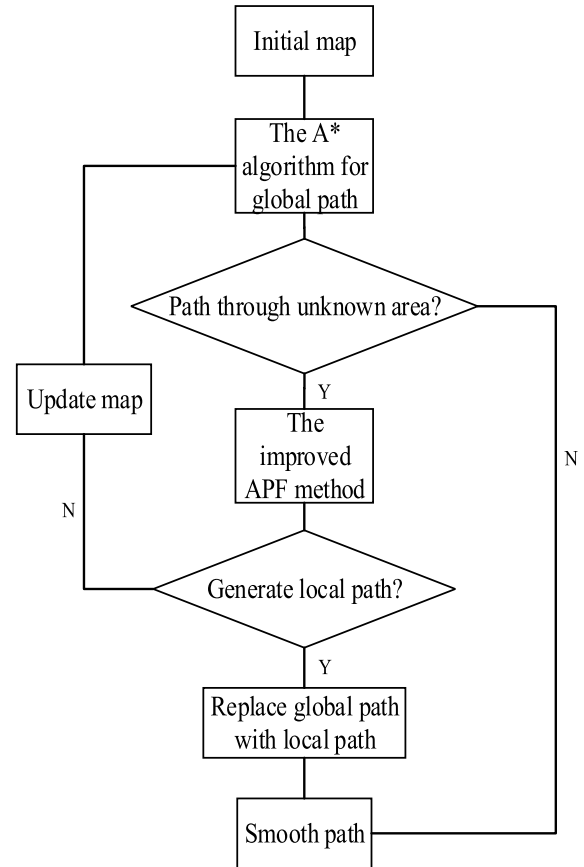 Initial map
The A*
algorithm for
global path
Path through unknown area?
Y
Update map
The
improved
APF method
N
N
Generate local path?
Y
Replace global path
with local path
Smooth path